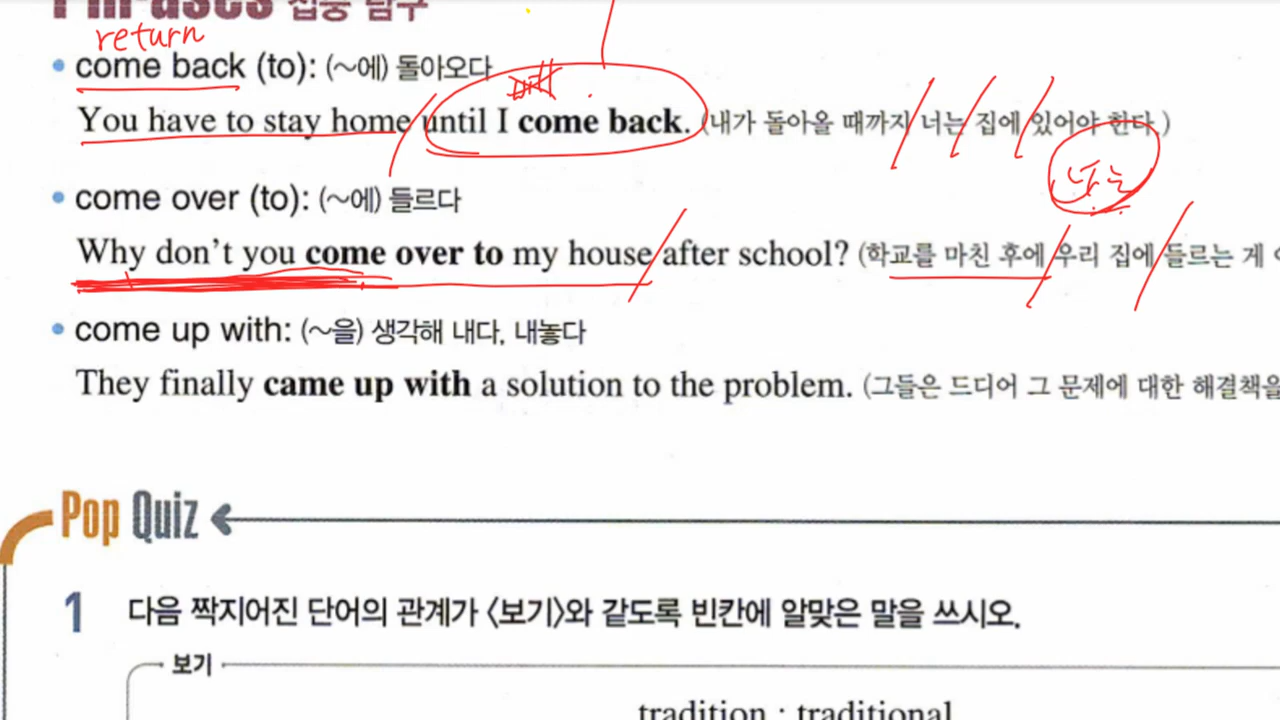 Phrases 집중 탐구
return
• come back (to): (~에) 돌아오다
You have to stay home until I come back. (내가 돌아올 때까지 너는 집에 있어야 한다.)
너는
• come over (to): (~에) 들르다
Why don't you come over to my house after school? (학교를 마친 후에 우리 집에 들르는 게
• come up with: (~을) 생각해 내다, 내놓다
They finally came up with a solution to the problem. (그들은 드디어 그 문제에 대한 해결책을
Pop Quiz
1 다음 짝지어진 단어의 관계가 〈보기〉와 같도록 빈칸에 알맞은 말을 쓰시오.
보기
tradition : traditional